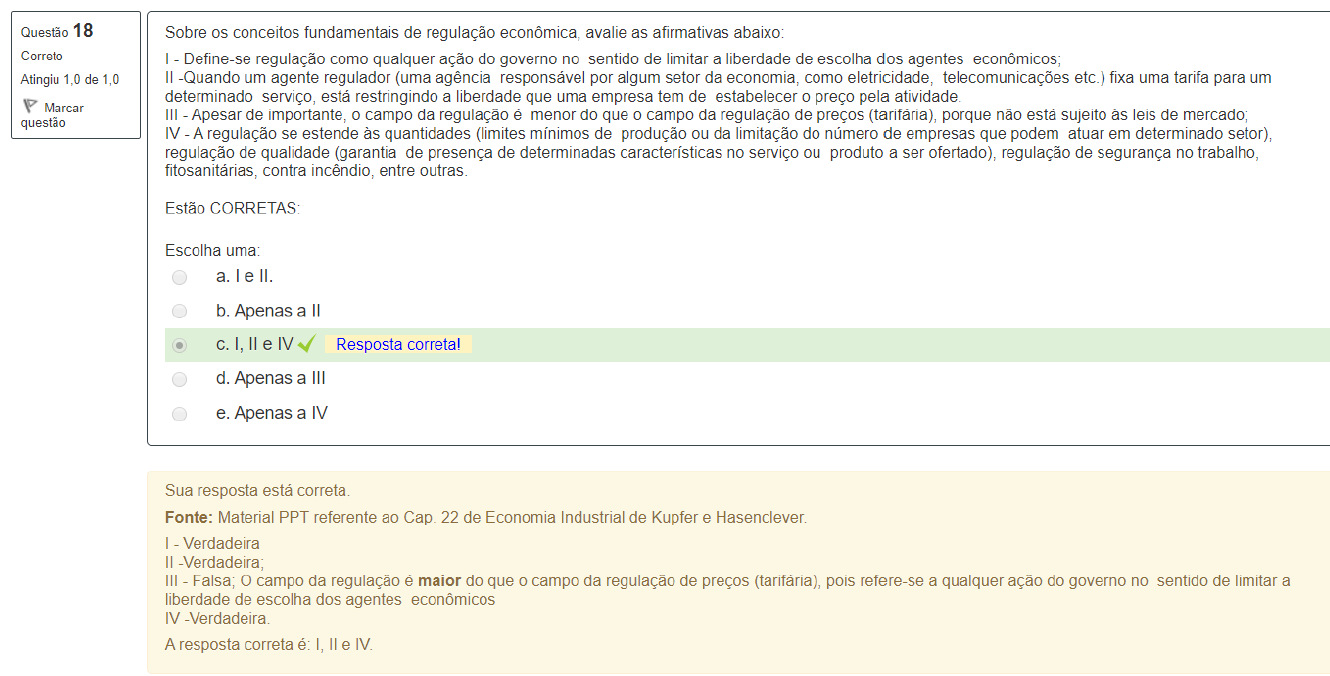 Questão 18
Correto
Atingiu 1,0 de 1,0
Marcar
questão
Sobre os conceitos fundamentais de regulação econômica, avalie as afirmativas abaixo:
I - Define-se regulação como qualquer ação do governo no sentido de limitar a liberdade de escolha dos agentes econômicos;
II -Quando um agente regulador (uma agência responsável por algum setor da economia, como eletricidade, telecomunicações etc.) fixa uma tarifa para um
determinado serviço, está restringindo a liberdade que uma empresa tem de estabelecer o preço pela atividade.
III - Apesar de importante, o campo da regulação é menor do que o campo da regulação de preços (tarifária), porque não está sujeito às leis de mercado;
IV - A regulação se estende às quantidades (limites mínimos de produção ou da limitação do número de empresas que podem atuar em determinado setor),
regulação de qualidade (garantia de presença de determinadas características no serviço ou produto a ser ofertado), regulação de segurança no trabalho,
fitosanitárias, contra incêndio, entre outras.
Estão CORRETAS:
Escolha uma:
a. I e II.
b. Apenas a II
c. I, II e IV Resposta correta!
d. Apenas a III
e. Apenas a IV
Sua resposta está correta.
Fonte: Material PPT referente ao Cap. 22 de Economia Industrial de Kupfer e Hasenclever.
I - Verdadeira
II -Verdadeira;
III - Falsa; O campo da regulação é maior do que o campo da regulação de preços (tarifária), pois refere-se a qualquer ação do governo no sentido de limitar a
liberdade de escolha dos agentes econômicos
IV -Verdadeira.
A resposta correta é: I, II e IV.